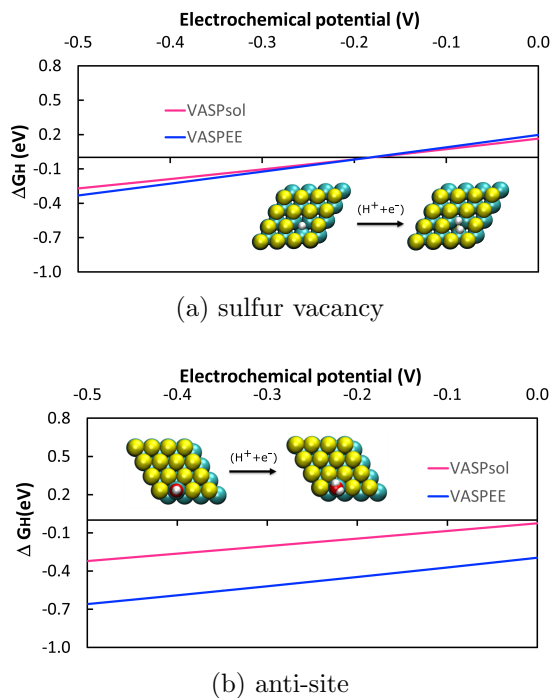 Electrochemical potential (V)
-0.5 -0.4 -0.3 -0.2 -0.1 0.0
0.8
0.5
0.2
-0.1
-0.4
-0.7
-1.0
ΔGH (eV)
VASPsol
VASPEE
(H⁺+e⁻)
(a) sulfur vacancy
Electrochemical potential (V)
-0.5 -0.4 -0.3 -0.2 -0.1 0.0
0.8
0.5
0.2
-0.1
-0.4
-0.7
-1.0
Δ GH(eV)
(H⁺+e⁻)
VASPsol
VASPEE
(b) anti-site